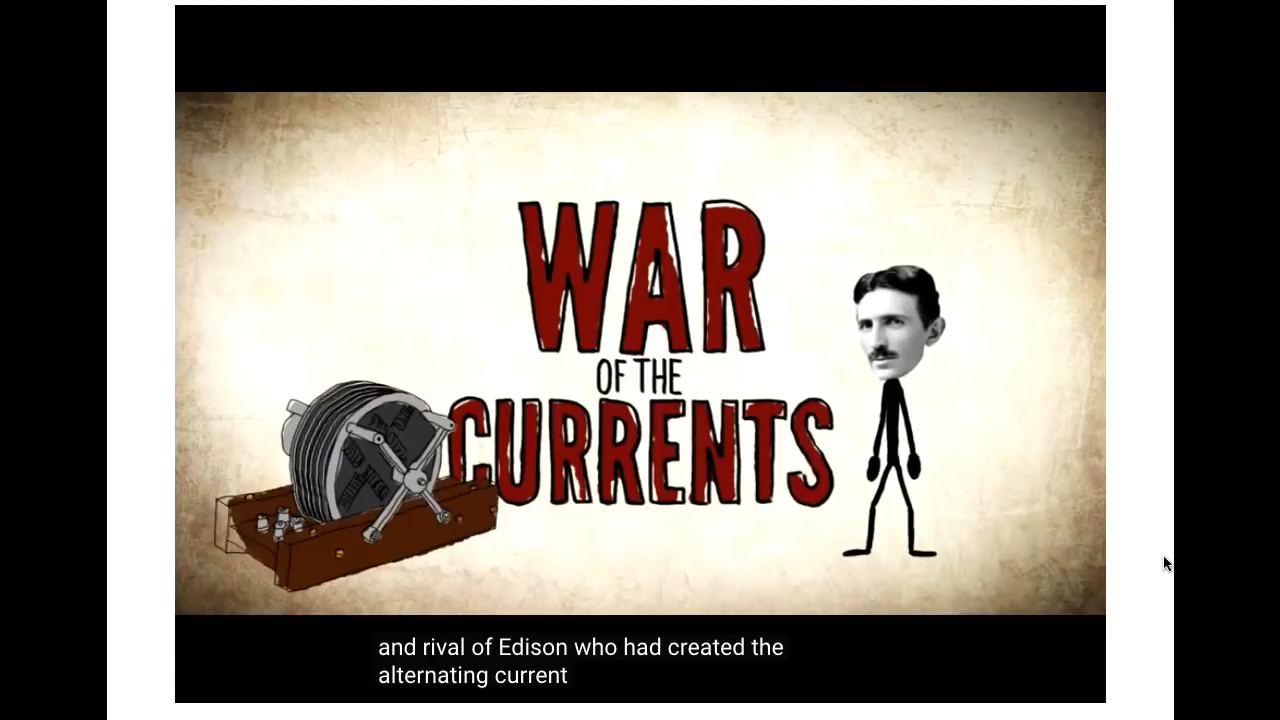 WAR
OF THE
CURRENTS
and rival of Edison who had created the
alternating current